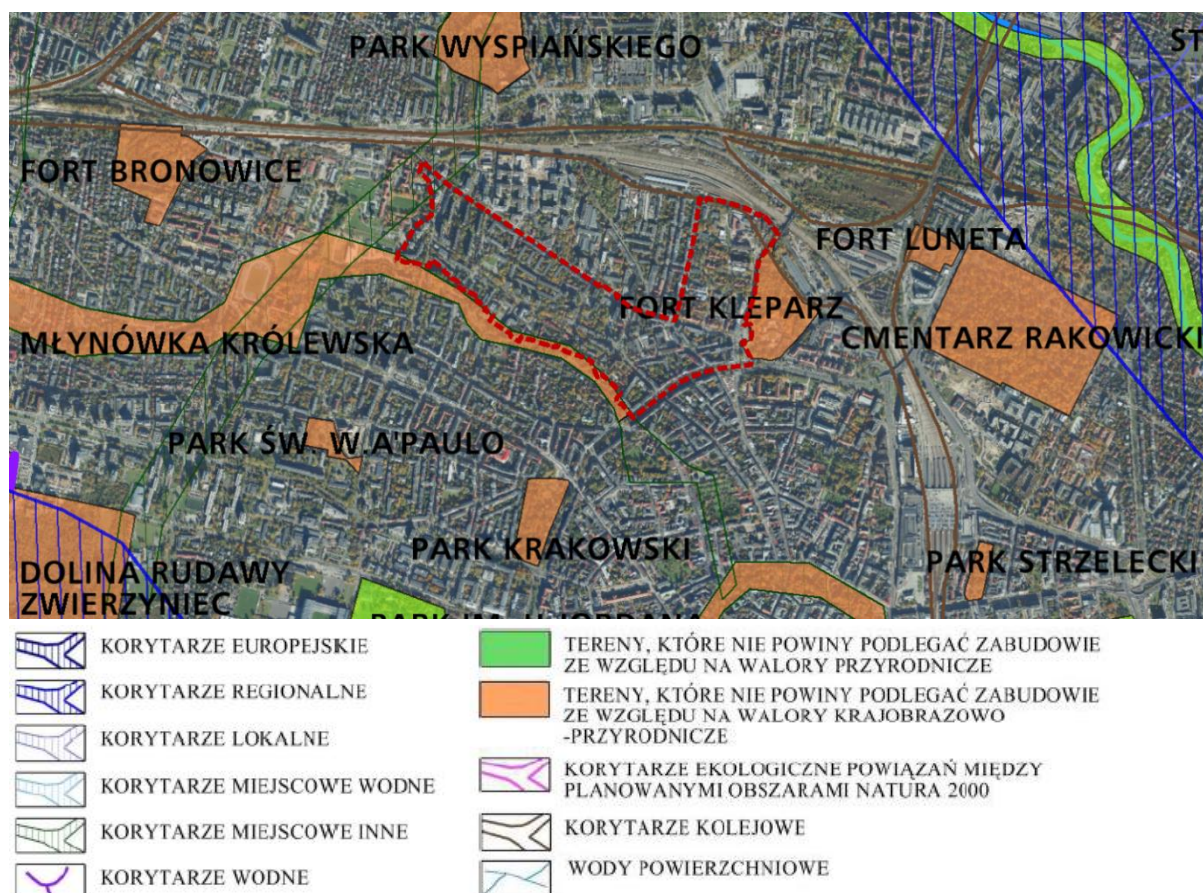 PARK WYSPIAŃSKIEGO
ST
FORT BRONOWICE
FORT LUNETA
FORT KLEPARZ
CMENTARZ RAKOWICKI
MŁYNÓWKA KRÓLEWSKA
PARK ŚW. W.A'PAULO
PARK KRAKOWSKI
PARK STRZELECKI
DOLINA RUDAWY
ZWIERZYNIEC
KORYTARZE EUROPEJSKIE
KORYTARZE REGIONALNE
KORYTARZE LOKALNE
KORYTARZE MIEJSCOWE WODNE
KORYTARZE MIEJSCOWE INNE
KORYTARZE WODNE
TERENY, KTÓRE NIE POWINY PODLEGAĆ ZABUDOWIE
ZE WZGLĘDU NA WALORY PRZYRODNICZE
TERENY, KTÓRE NIE POWINY PODLEGAĆ ZABUDOWIE
ZE WZGLĘDU NA WALORY KRAJOBRAZOWO
-PRZYRODNICZE
KORYTARZE EKOLOGICZNE POWIĄZAŃ MIĘDZY
PLANOWANYMI OBSZARAMI NATURA 2000
KORYTARZE KOLEJOWE
WODY POWIERZCHNIOWE